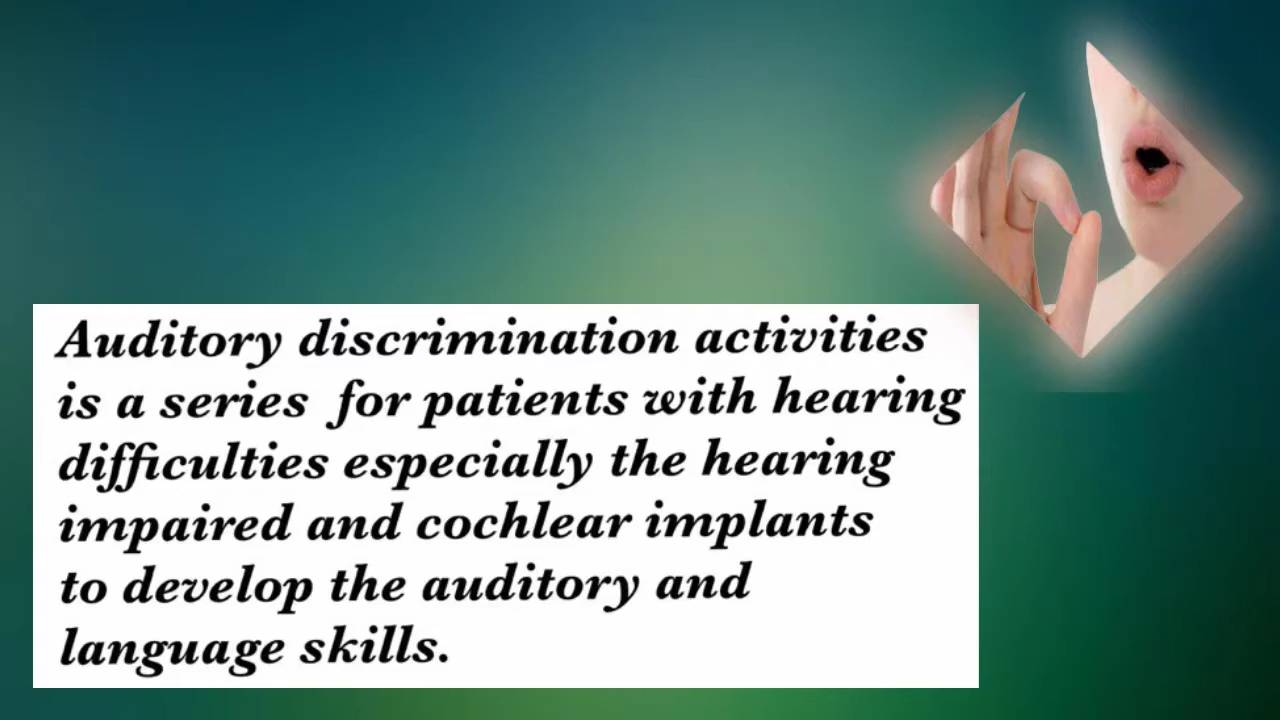 Auditory discrimination activities
is a series for patients with hearing
difficulties especially the hearing
impaired and cochlear implants
to develop the auditory and
language skills.